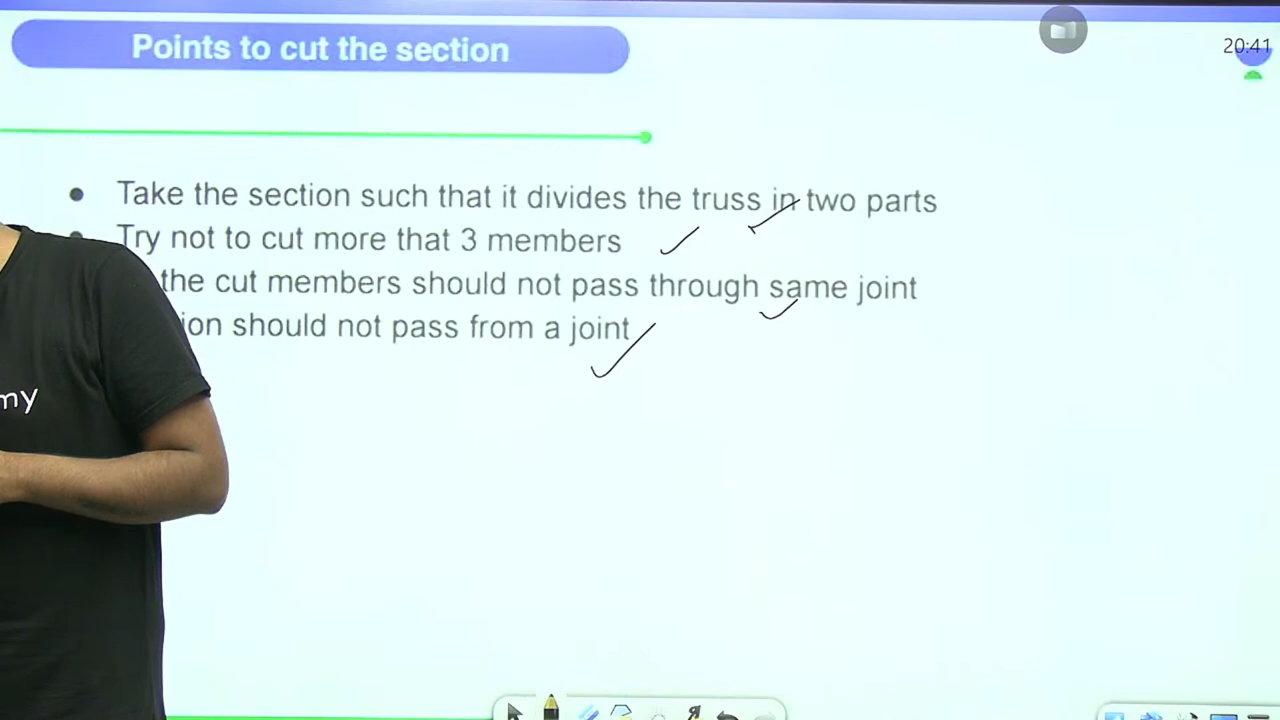 Points to cut the section
20:41
Take the section such that it divides the truss in two parts
Try not to cut more that 3 members
the cut members should not pass through same joint
ion should not pass from a joint
my